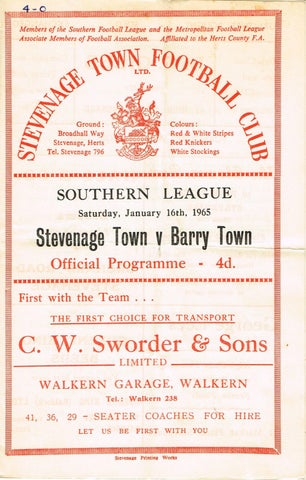 4-0
Members of the Southern Football League and the Metropolitan Football League
Associate Members of Football Association. Affiliated to the Herts County F.A.
STEVENAGE TOWN FOOTBALL CLUB
LTD.
Ground :
Broadhall Way
Stevenage, Herts
Tel. Stevenage 796
Colours :
Red & White Stripes
Red Knickers
White Stockings
SOUTHERN LEAGUE
Saturday, January 16th, 1965
Stevenage Town v Barry Town
Official Programme - 4d.
First with the Team . . .
THE FIRST CHOICE FOR TRANSPORT
C. W. Sworder & Sons
LIMITED
WALKERN GARAGE, WALKERN
Tel.: Walkern 238
41, 36, 29 - SEATER COACHES FOR HIRE
LET US BE FIRST WITH YOU
Stevenage Printing Works